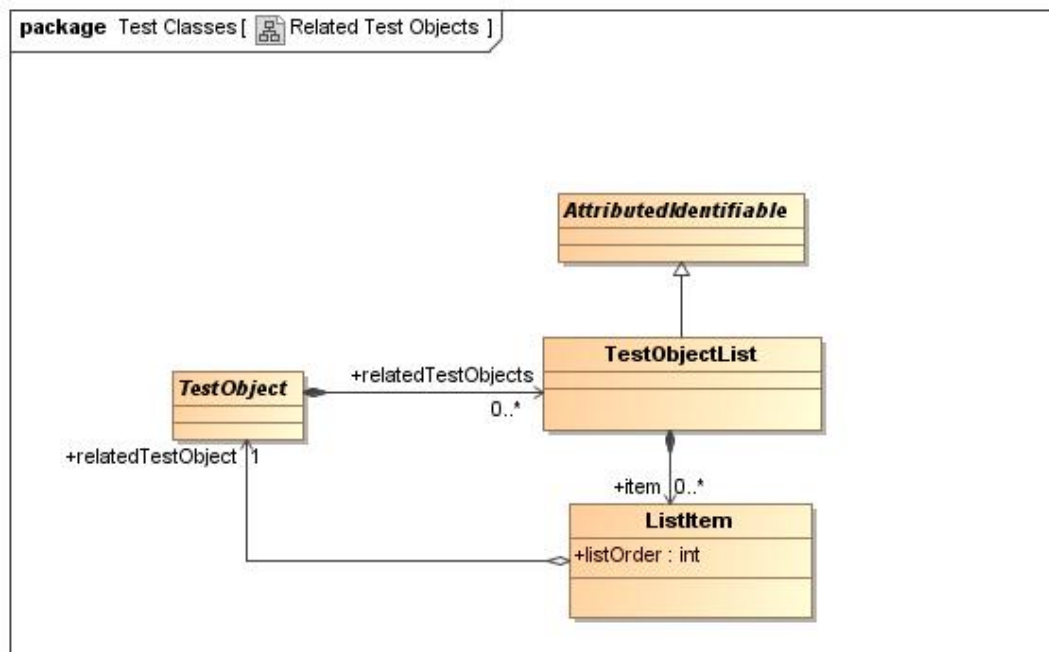 package Test Classes [ Related Test Objects ]
AttributedIdentifiable
TestObjectList
+relatedTestObjects
TestObject
0..*
+relatedTestObject 1
+item 0..*
ListItem
+listOrder : int